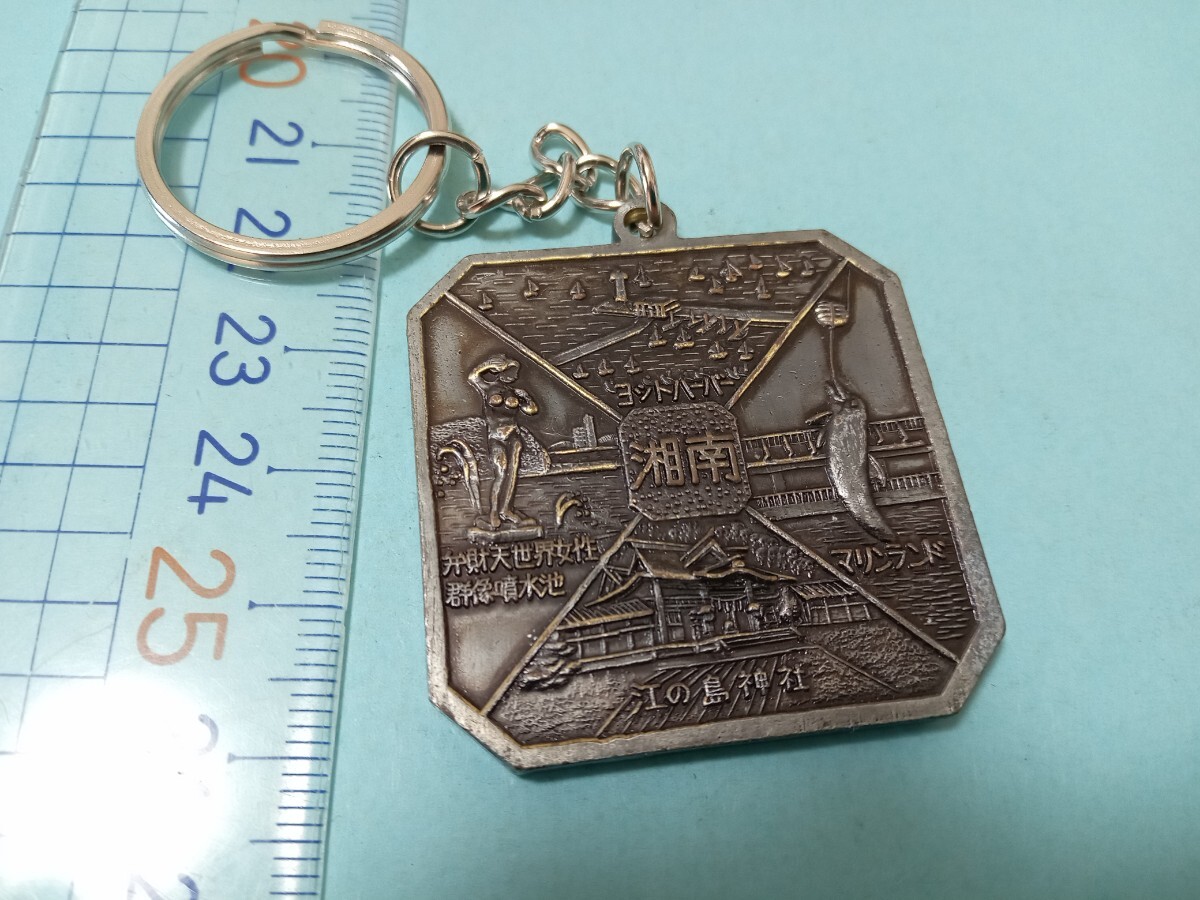 ヨットハーバー
湘南
弁財天世界女性
群像噴水池
マリンランド
江の島神社
20
21
22
23
24
25